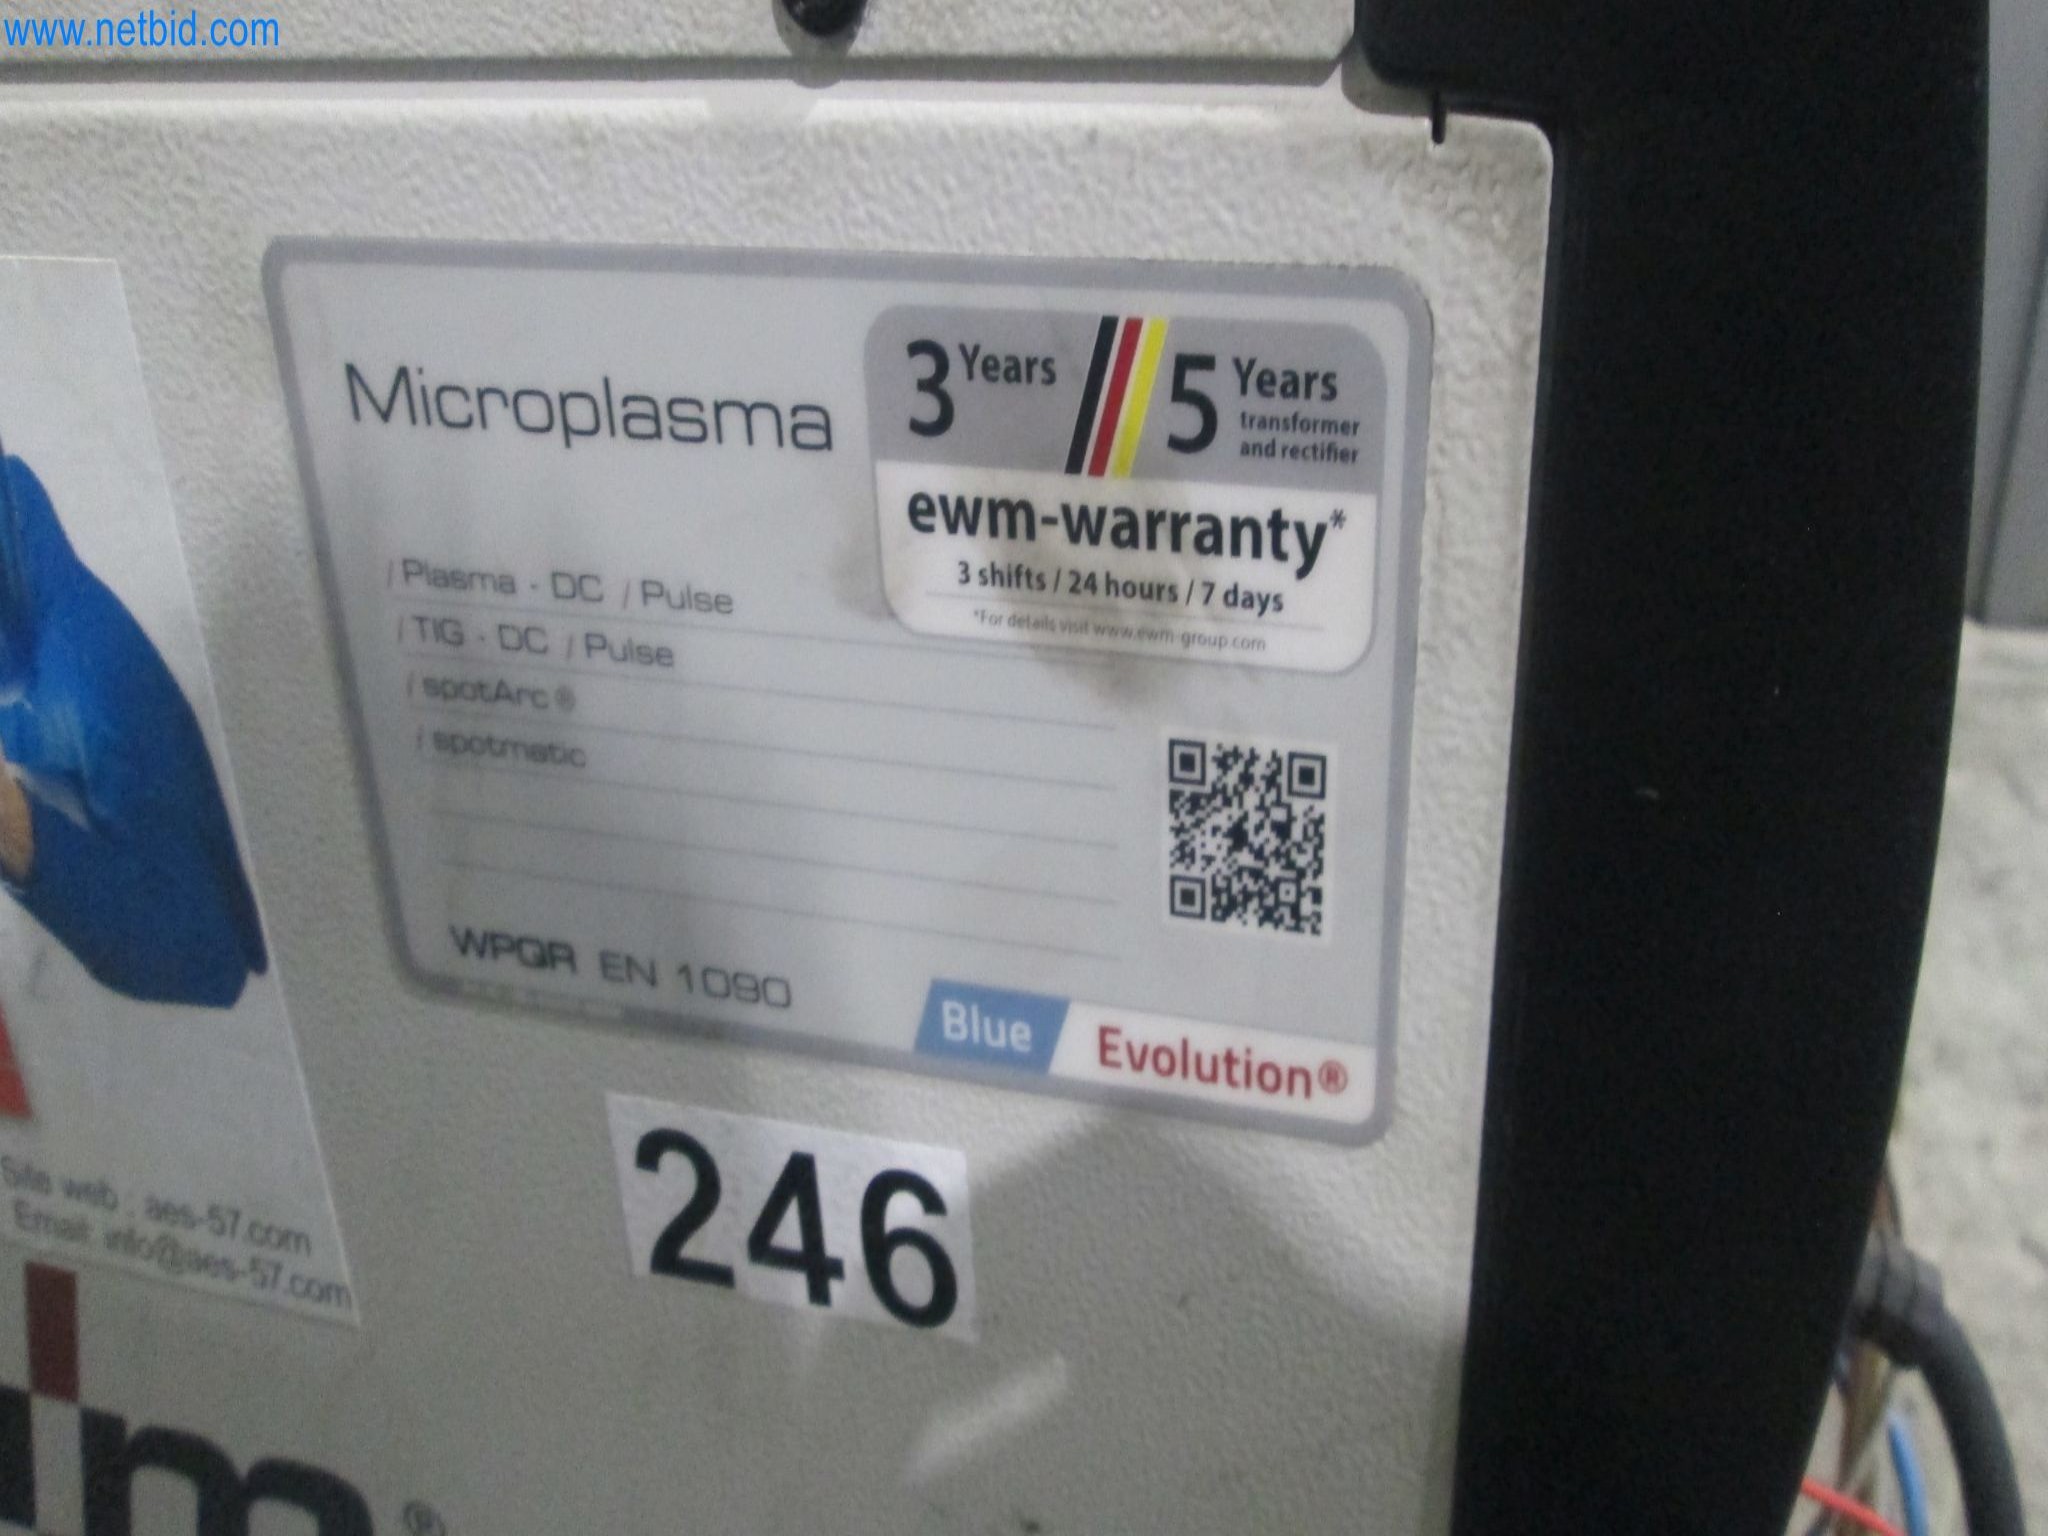 www.netbid.com
Microplasma
3 Years
5 Years
transformer
and rectifier
ewm-warranty*
3 shifts / 24 hours / 7 days
*For details visit www.ewm-group.com
/ Plasma - DC / Pulse
/ TIG - DC / Pulse
/ spotArc®
/ spotmatic
WPQR EN 1090
Blue Evolution®
246
Site web : aes-57.com
Email: info@aes-57.com
m®